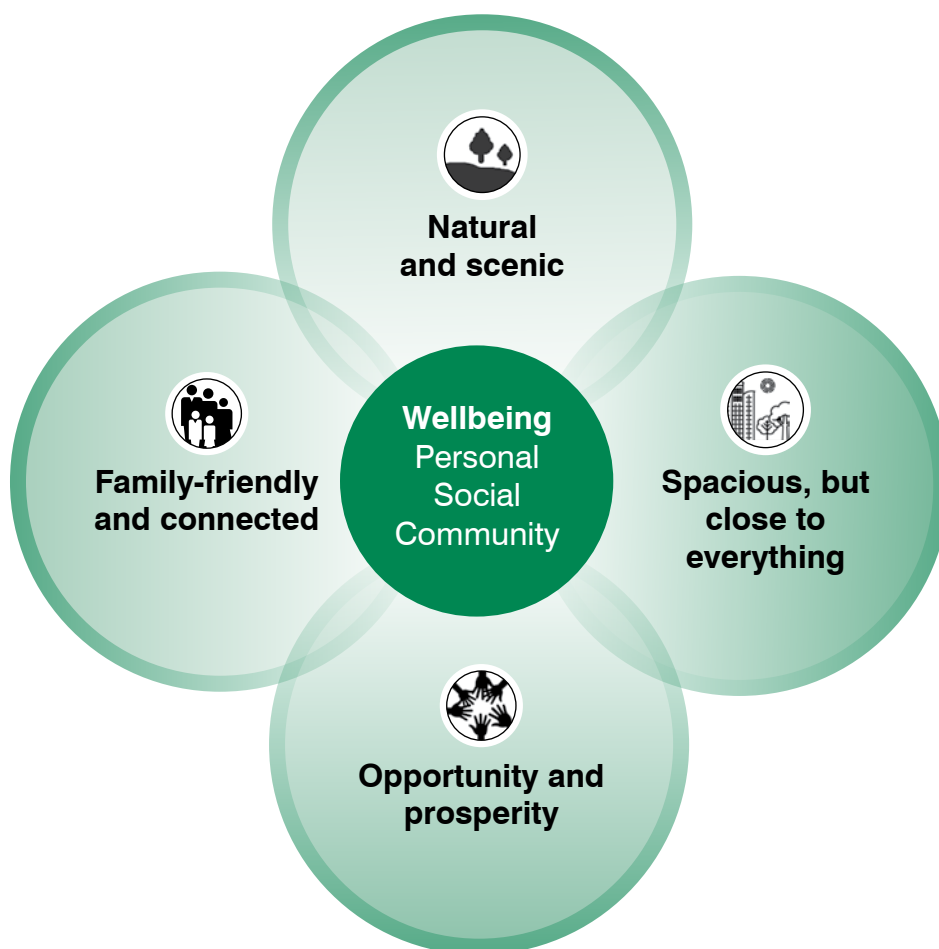 Natural
and scenic
Family-friendly
and connected
Wellbeing
Personal
Social
Community
Spacious, but
close to
everything
Opportunity and
prosperity